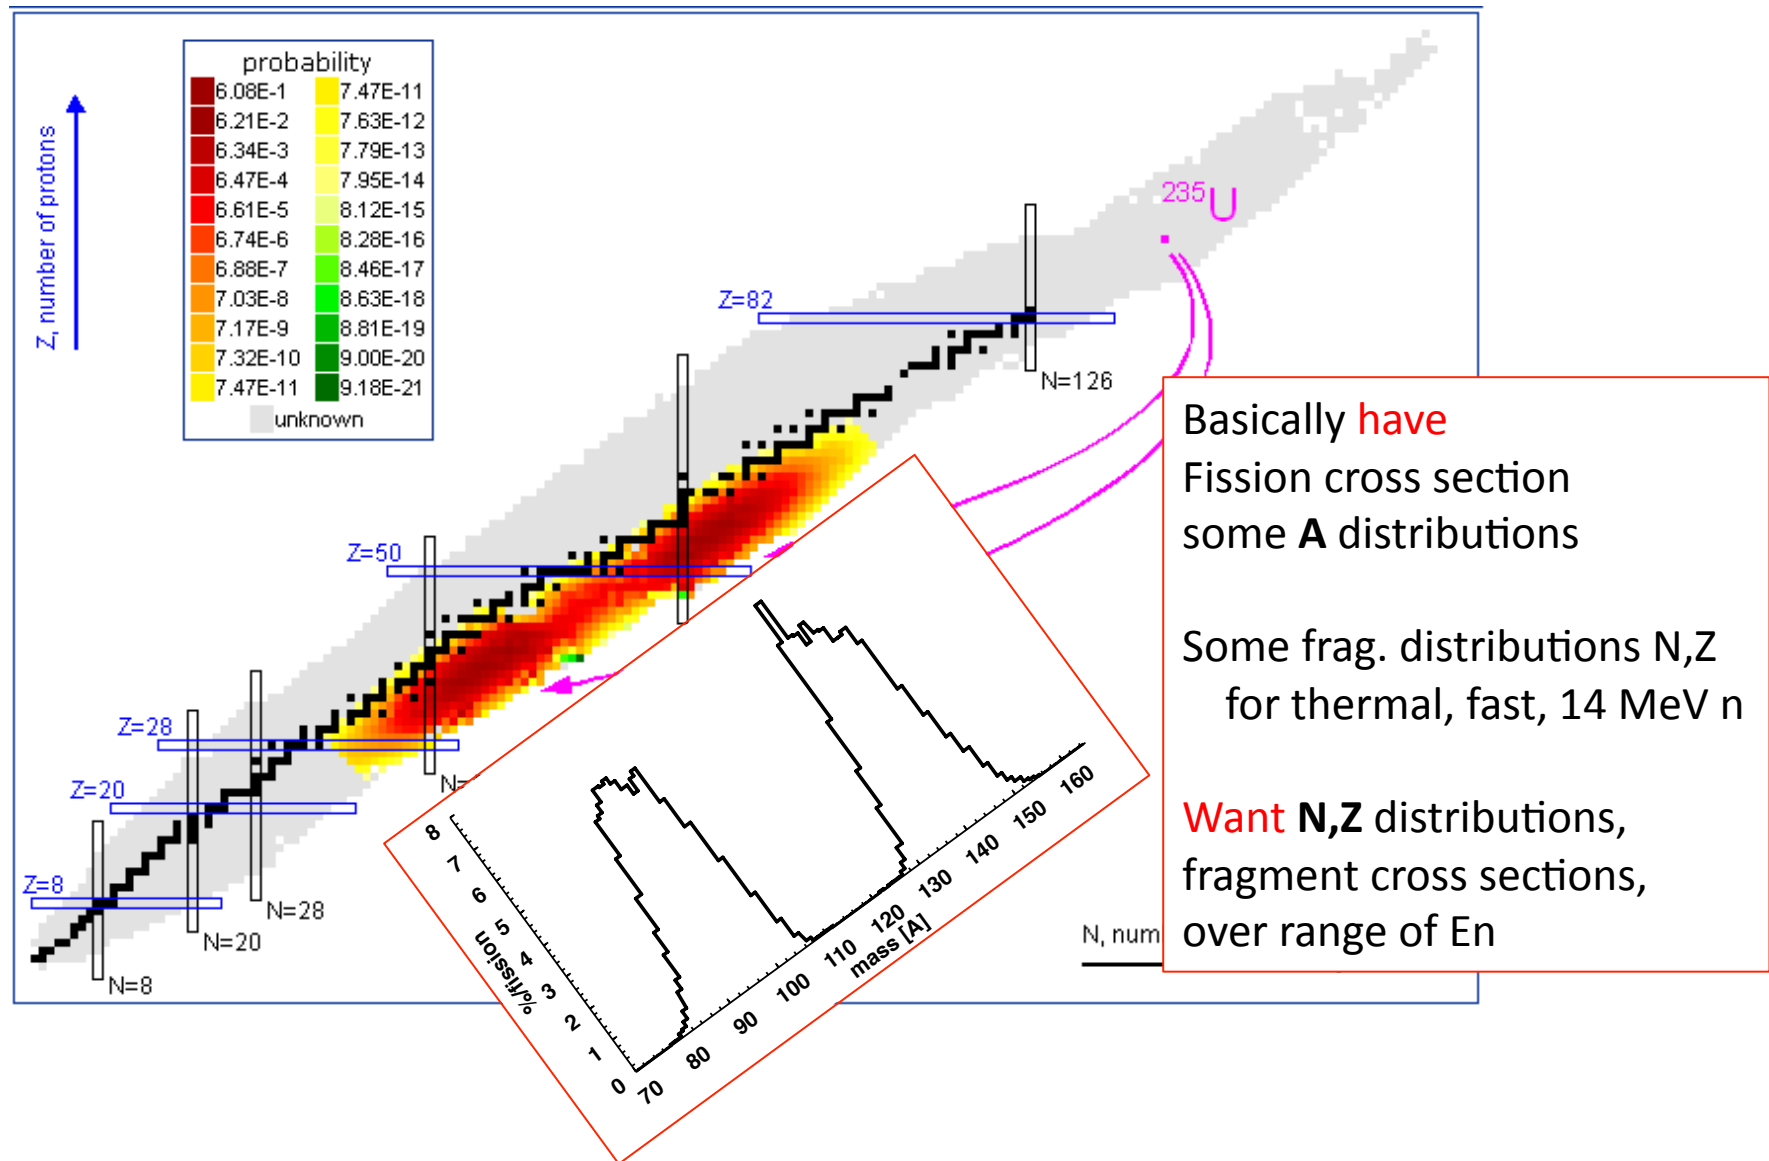 probability
6.08E-1 7.47E-11
6.21E-2 7.63E-12
6.34E-3 7.79E-13
6.47E-4 7.95E-14
6.61E-5 8.12E-15
6.74E-6 8.28E-16
6.88E-7 8.46E-17
7.03E-8 8.63E-18
7.17E-9 8.81E-19
7.32E-10 9.00E-20
7.47E-11 9.18E-21
unknown
Z, number of protons
235U
Z=82
N=126
Z=50
Z=28
Z=20
Z=8
N=
N=28
N=20
N=8
Basically have
Fission cross section
some A distributions
Some frag. distributions N,Z
for thermal, fast, 14 MeV n
Want N,Z distributions,
fragment cross sections,
over range of En
N, num
8
7
6
5
4
3
2
1
0
%/fission
70
80
90
100
110
120
130
140
150
160
mass [A]